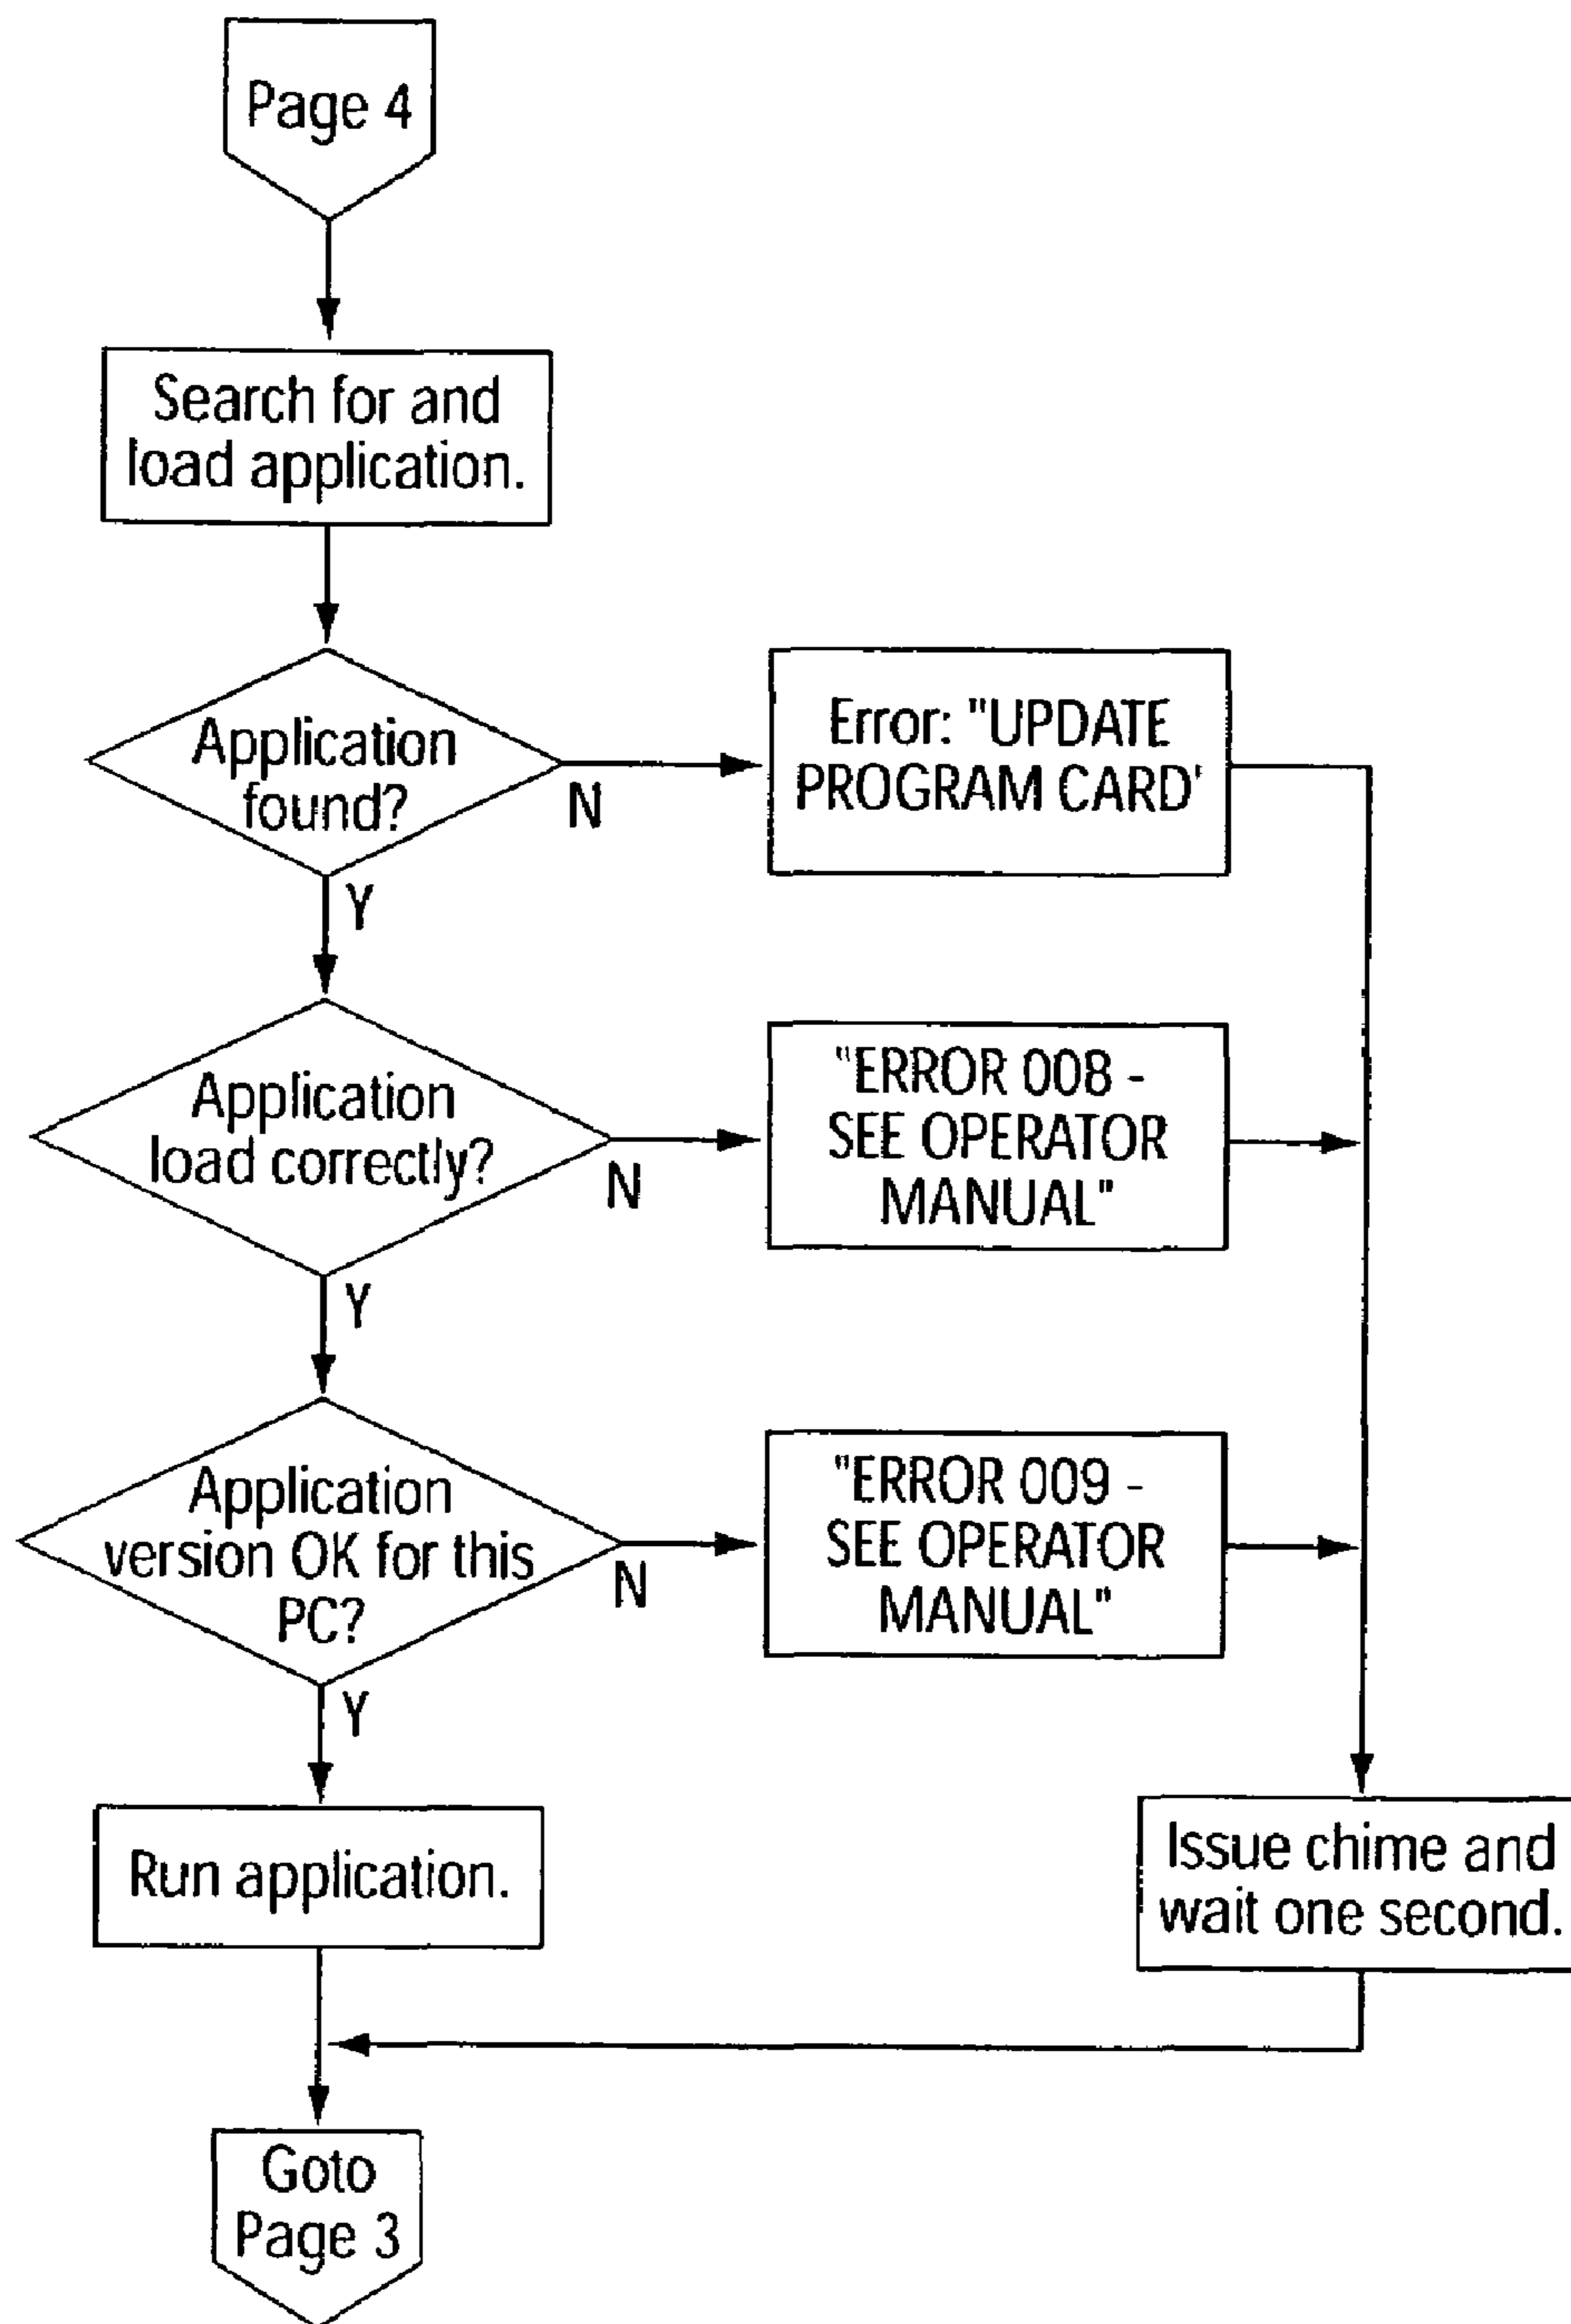 Page 4
Search for and
load application.
Application
found?
N
Error: "UPDATE
PROGRAM CARD'
Y
Application
load correctly?
N
"ERROR 008 -
SEE OPERATOR
MANUAL"
Y
Application
version OK for this
PC?
N
"ERROR 009 -
SEE OPERATOR
MANUAL"
Y
Run application.
Issue chime and
wait one second.
Goto
Page 3